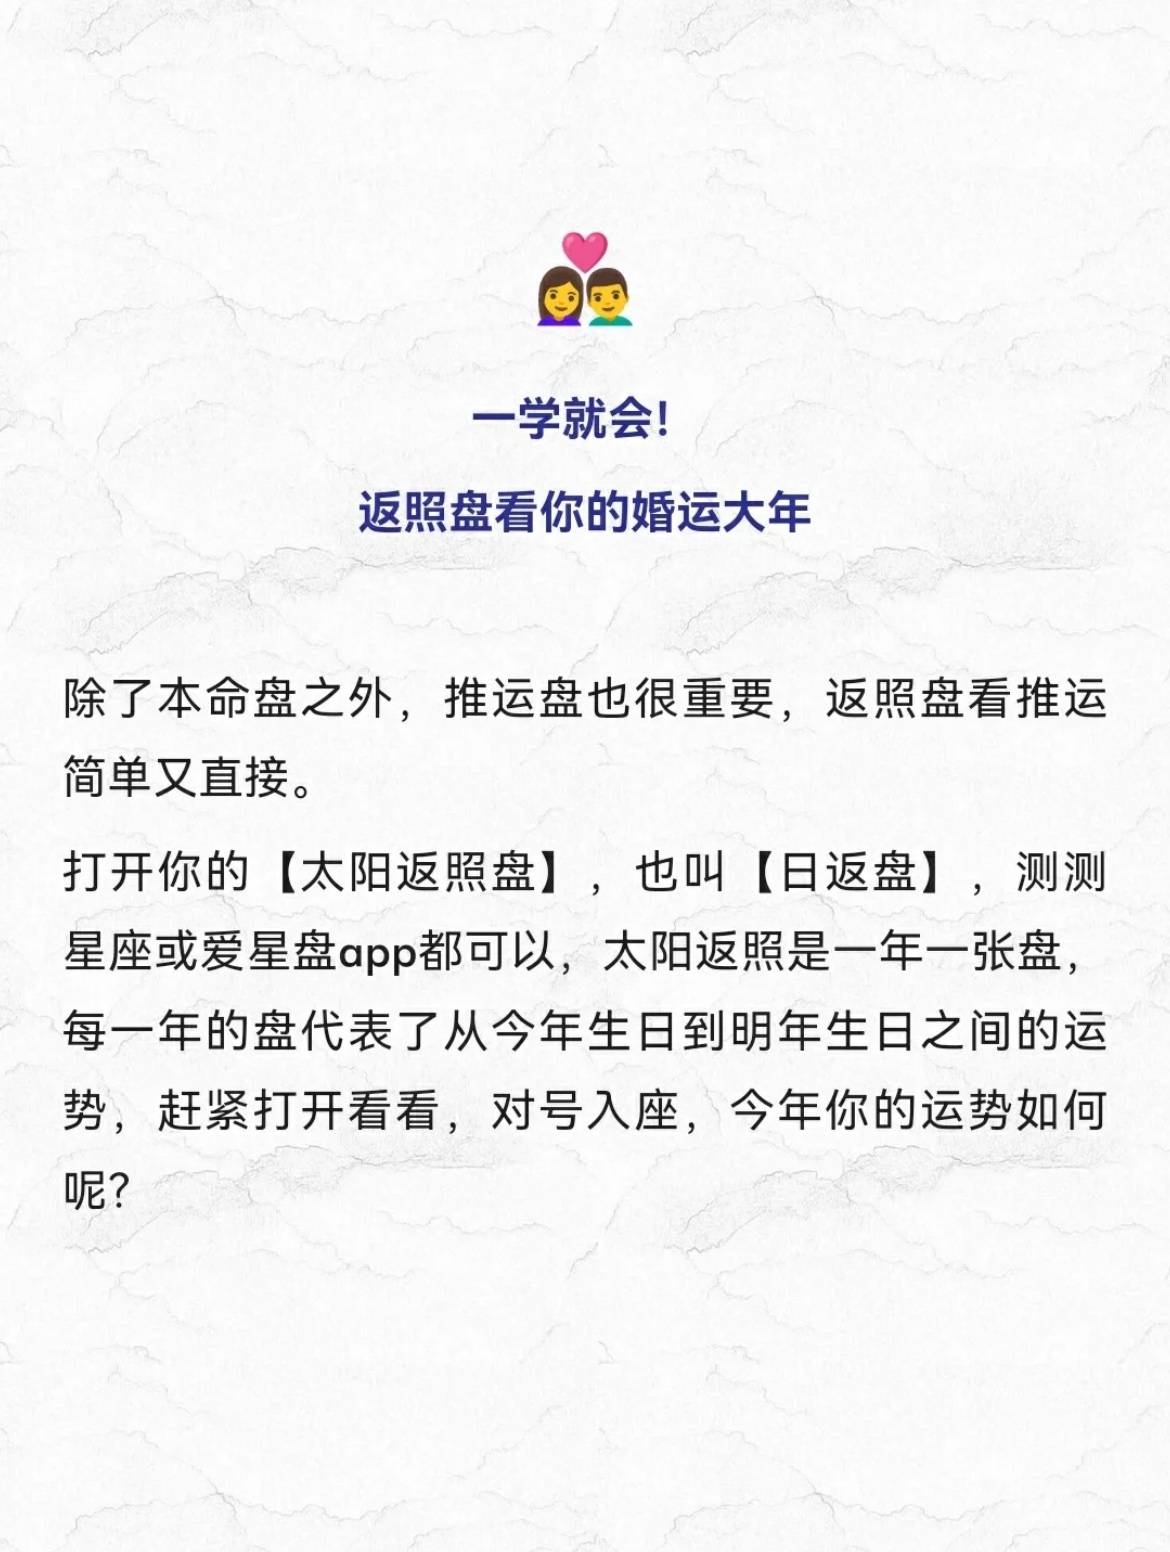 一学就会!
返照盘看你的婚运大年
除了本命盘之外，推运盘也很重要，返照盘看推运
简单又直接。
打开你的【太阳返照盘】，也叫【日返盘】，测测
星座或爱星盘app都可以，太阳返照是一年一张盘，
每一年的盘代表了从今年生日到明年生日之间的运
势，赶紧打开看看，对号入座，今年你的运势如何
呢?